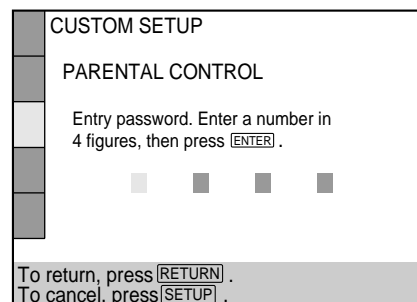 CUSTOM SETUP
PARENTAL CONTROL
Entry password. Enter a number in
4 figures, then press ENTER .
To return, press RETURN .
To cancel, press SETUP .